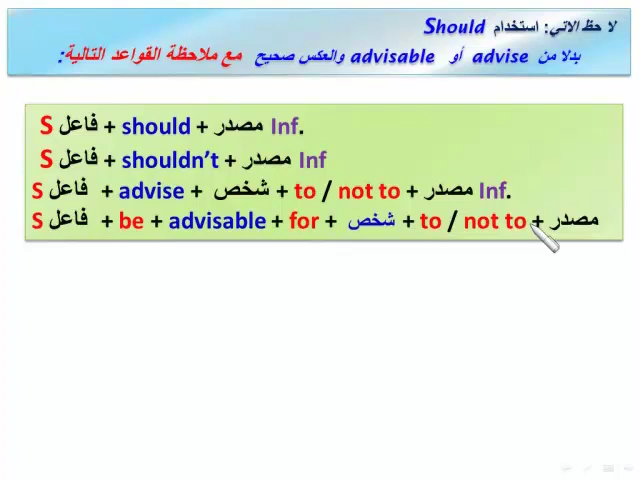 لا حظ الاتي: استخدام Should
بدلا من advise أو advisable والعكس صحيح مع ملاحظة القواعد التالية:
S فاعل + should + مصدر Inf.
S فاعل + shouldn't + مصدر Inf
S فاعل + advise + شخص + to / not to + مصدر Inf.
S فاعل + be + advisable + for + شخص + to / not to + مصدر